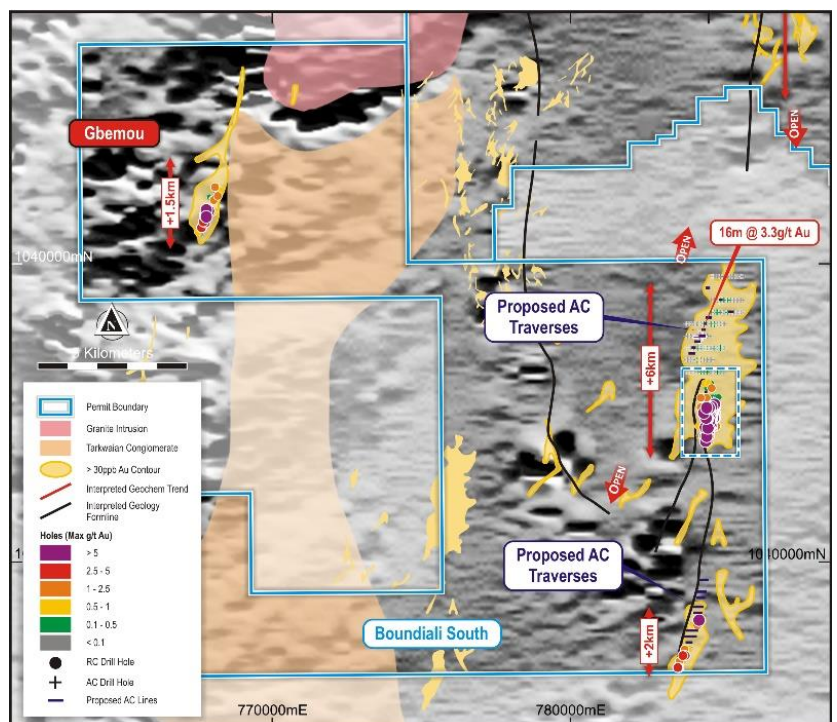 Gbemou
+1.5km
OPEN
16m @ 3.3g/t Au
OPEN
1040000mN
Proposed AC
Traverses
+6km
Kilometers
Permit Boundary
Granite Intrusion
Tarkwaian Conglomerate
> 30ppb Au Contour
Interpreted Geochem Trend
Interpreted Geology
Formline
Holes (Max g/t Au)
> 5
2.5 - 5
1 - 2.5
0.5 - 1
0.1 - 0.5
< 0.1
RC Drill Hole
AC Drill Hole
Proposed AC Lines
OPEN
Proposed AC
Traverses
1040000mN
Boundiali South
+2km
770000mE
780000mE